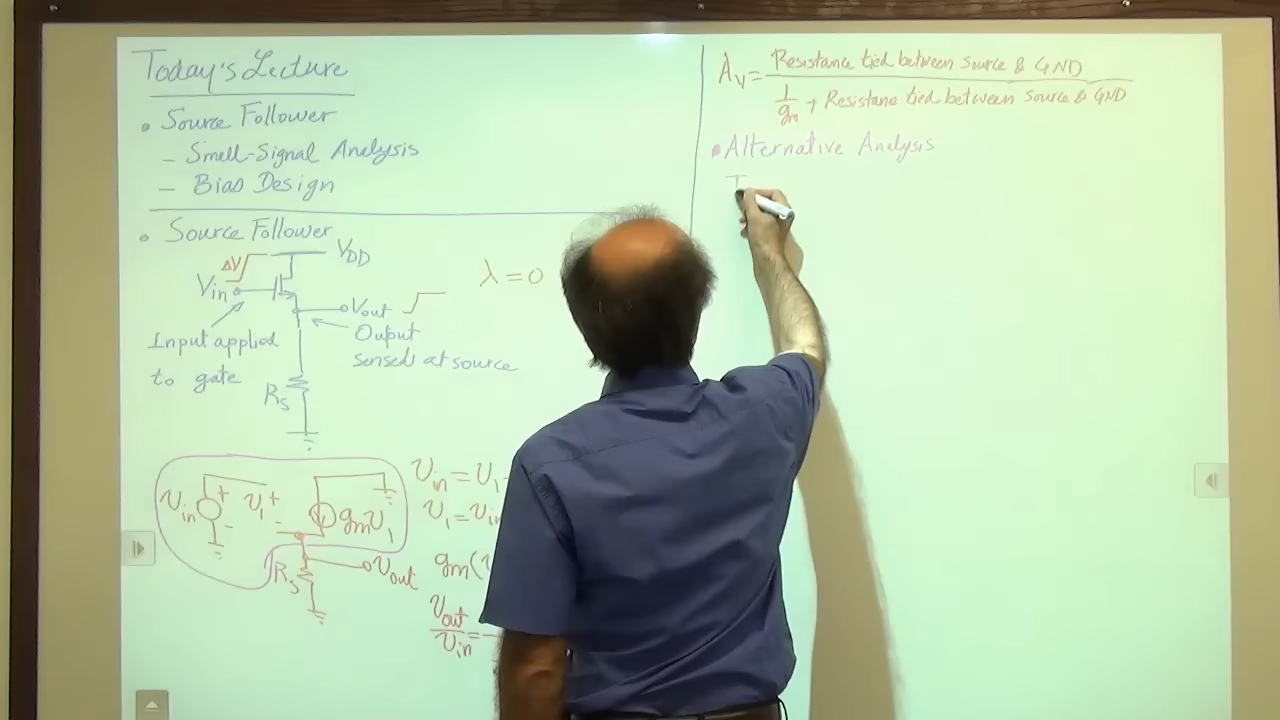 Today's Lecture
• Source Follower
– Small-Signal Analysis
– Bias Design
• Source Follower
ΔV
VDD
Vin
Vout
λ = 0
Input applied
to gate
Ouput
sensed at source
RS
vin + - v1 + - gmv1
RS
vout
vin = v1
v1 = vin
gm(
vout / vin = –
Av = Resistance tied between Source & GND
1/gm + Resistance tied between Source & GND
• Alternative Analysis